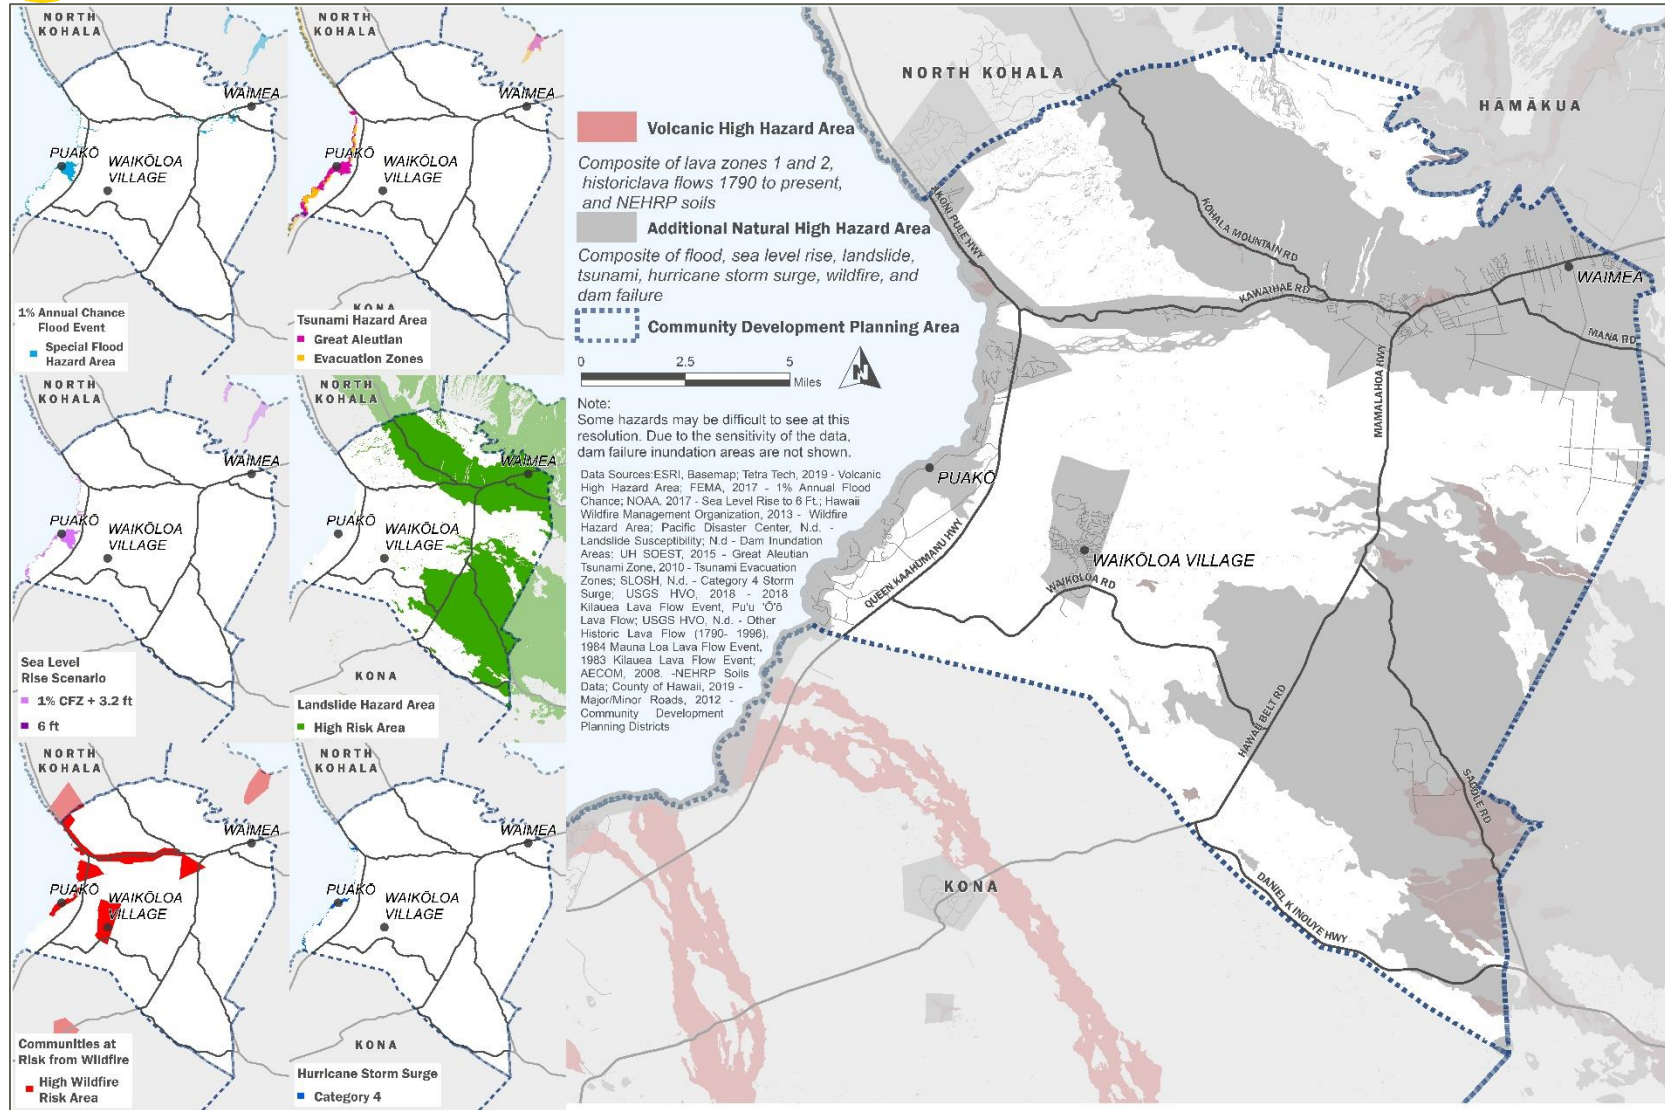 NORTH
KOHALA
WAIMEA
PUAKŌ
WAIKŌLOA
VILLAGE
1% Annual Chance
Flood Event
Special Flood
Hazard Area
NORTH
KOHALA
WAIMEA
PUAKŌ
WAIKŌLOA
VILLAGE
KONA
Tsunami Hazard Area
Great Aleutian
Evacuation Zones
NORTH
KOHALA
WAIMEA
PUAKŌ
WAIKŌLOA
VILLAGE
Sea Level
Rise Scenario
1% CFZ + 3.2 ft
6 ft
NORTH
KOHALA
WAIMEA
PUAKŌ
WAIKŌLOA
VILLAGE
KONA
Landslide Hazard Area
High Risk Area
NORTH
KOHALA
WAIMEA
PUAKŌ
WAIKŌLOA
VILLAGE
Communities at
Risk from Wildfire
High Wildfire
Risk Area
NORTH
KOHALA
WAIMEA
PUAKŌ
WAIKŌLOA
VILLAGE
KONA
Hurricane Storm Surge
Category 4
Volcanic High Hazard Area
Composite of lava zones 1 and 2,
historiclava flows 1790 to present,
and NEHRP soils
Additional Natural High Hazard Area
Composite of flood, sea level rise, landslide,
tsunami, hurricane storm surge, wildfire, and
dam failure
Community Development Planning Area
0 2.5 5
Miles
N
Note:
Some hazards may be difficult to see at this
resolution. Due to the sensitivity of the data,
dam failure inundation areas are not shown.
Data Sources:ESRI, Basemap; Tetra Tech, 2019 - Volcanic
High Hazard Area; FEMA, 2017 - 1% Annual Flood
Chance; NOAA, 2017 - Sea Level Rise to 6 Ft.; Hawaii
Wildfire Management Organization, 2013 - Wildfire
Hazard Area; Pacific Disaster Center, N.d. -
Landslide Susceptibility; N.d - Dam Inundation
Areas; UH SOEST, 2015 - Great Aleutian
Tsunami Zone, 2010 - Tsunami Evacuation
Zones; SLOSH, N.d. - Category 4 Storm
Surge; USGS HVO, 2018 - 2018
Kilauea Lava Flow Event, Pu'u 'Ō'ō
Lava Flow; USGS HVO, N.d. - Other
Historic Lava Flow (1790- 1996),
1984 Mauna Loa Lava Flow Event,
1983 Kilauea Lava Flow Event;
AECOM, 2008. -NEHRP Soils
Data; County of Hawaii, 2019 -
Major/Minor Roads, 2012 -
Community Development
Planning Districts
NORTH KOHALA
HĀMĀKUA
AKONI PULE HWY
KOHALA MOUNTAIN RD
KAWAIHAE RD
WAIMEA
MANA RD
MAMALAHOA HWY
PUAKŌ
QUEEN KAAHUMANU HWY
WAIKŌLOA VILLAGE
WAIKOLOA RD
HAWAII BELT RD
SADDLE RD
DANIEL K INOUYE HWY
KONA